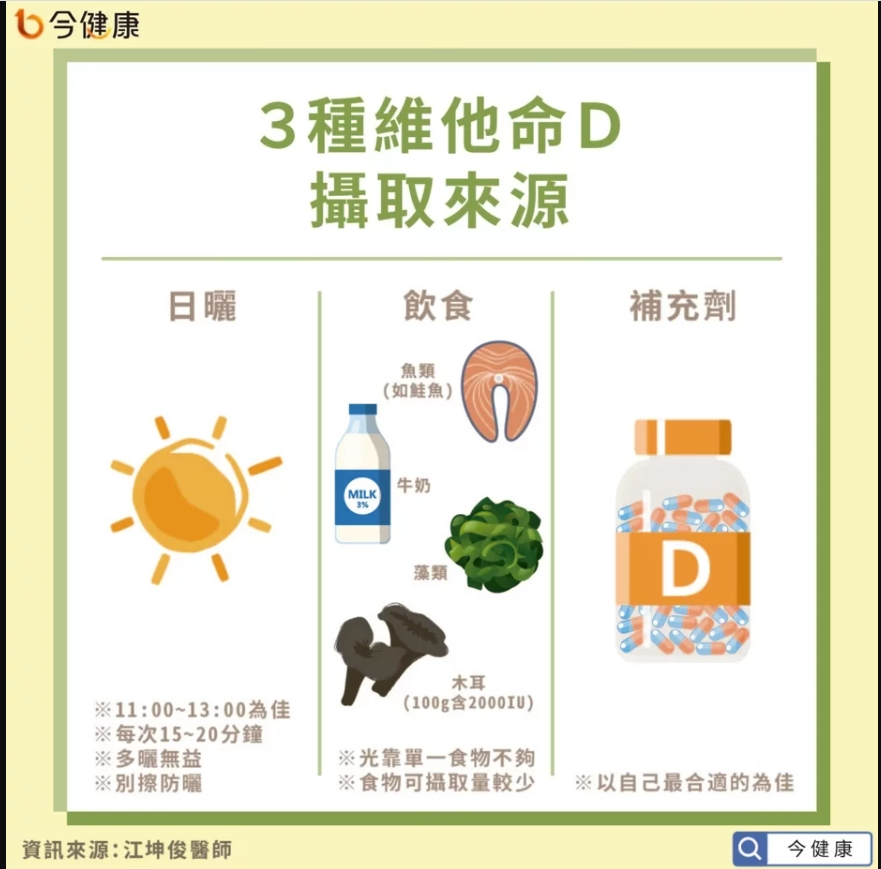 今健康
3種維他命D
攝取來源
日曬
※11:00~13:00為佳
※每次15~20分鐘
※多曬無益
※別擦防曬
飲食
魚類
(如鮭魚)
MILK
3%
牛奶
藻類
木耳
(100g含2000IU)
※光靠單一食物不夠
※食物可攝取量較少
補充劑
D
※以自己最合適的為佳
資訊來源:江坤俊醫師
今健康